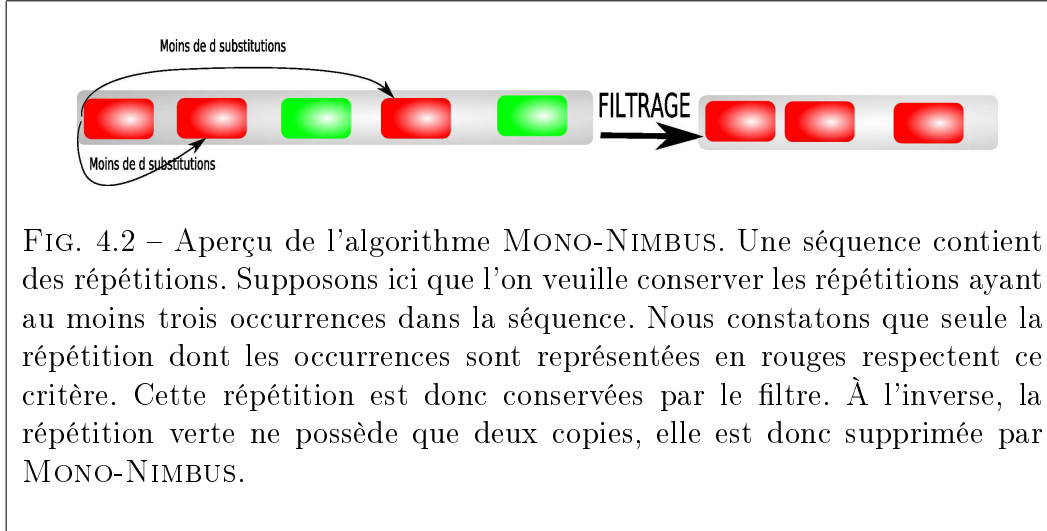 Moins de d substitutions
FILTRAGE
Moins de d substitutions
FIG. 4.2 – Aperçu de l'algorithme MONO-NIMBUS. Une séquence contient
des répétitions. Supposons ici que l'on veuille conserver les répétitions ayant
au moins trois occurrences dans la séquence. Nous constatons que seule la
répétition dont les occurrences sont représentées en rouges respectent ce
critère. Cette répétition est donc conservées par le filtre. À l'inverse, la
répétition verte ne possède que deux copies, elle est donc supprimée par
MONO-NIMBUS.